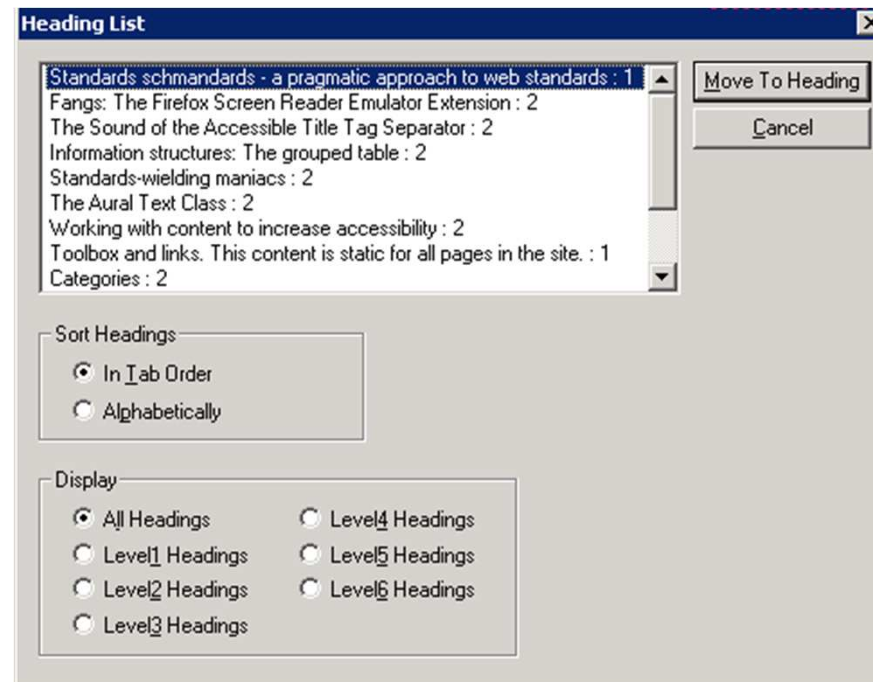 Heading List
Standards schmandards - a pragmatic approach to web standards : 1
Fangs: The Firefox Screen Reader Emulator Extension : 2
The Sound of the Accessible Title Tag Separator : 2
Information structures: The grouped table : 2
Standards-wielding maniacs : 2
The Aural Text Class : 2
Working with content to increase accessibility : 2
Toolbox and links. This content is static for all pages in the site. : 1
Categories : 2
Move To Heading
Cancel
Sort Headings
In Tab Order
Alphabetically
Display
All Headings
Level1 Headings
Level2 Headings
Level3 Headings
Level4 Headings
Level5 Headings
Level6 Headings